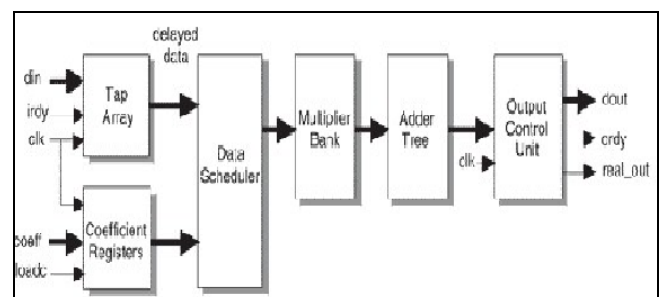 delayed
data
din
irdy
clk
Tap
Array
Data
Scheduler
Multiplier
Bank
Adder
Tree
Output
Control
Unit
clk
dout
ordy
real_out
coeff
loadc
Coefficient
Registers